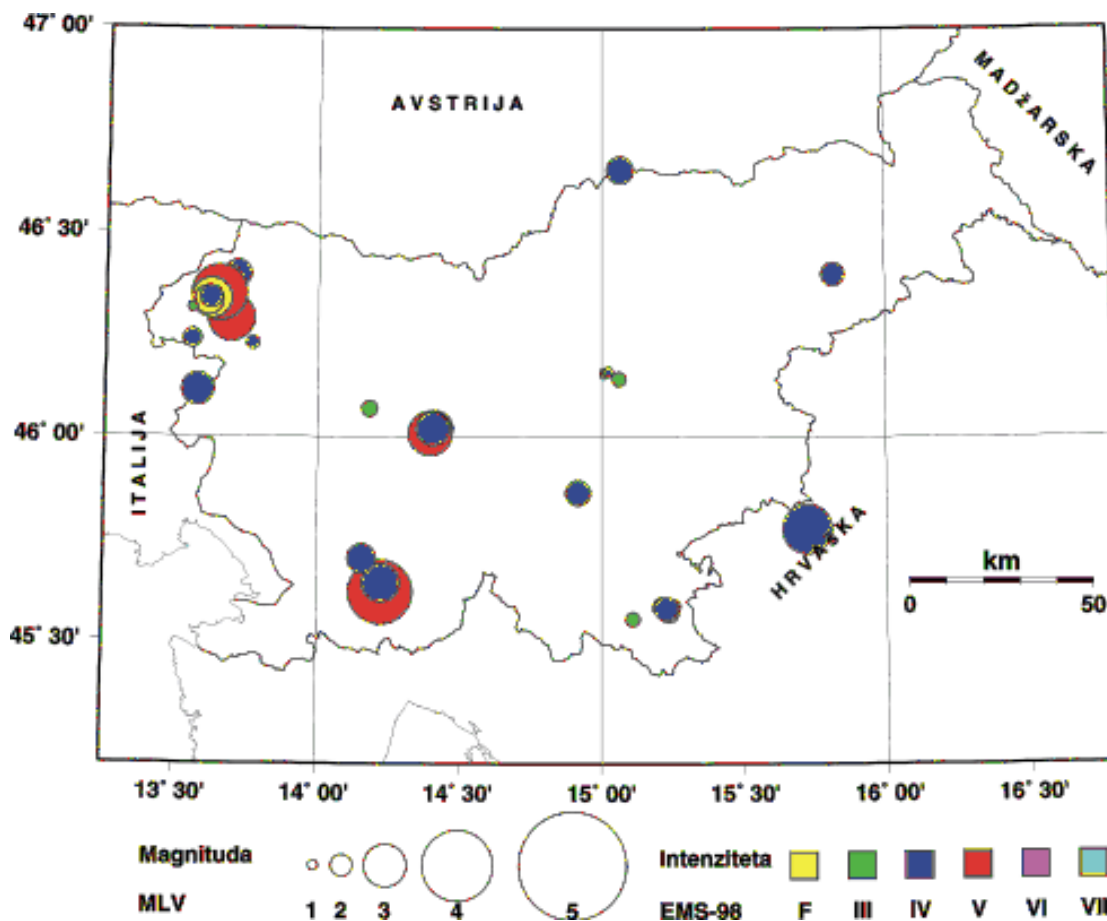 47° 00'
AVSTRIJA
MADŽARSKA
46° 30'
46° 00'
ITALIJA
HRVAŠKA
km
0 50
45° 30'
13° 30' 14° 00' 14° 30' 15° 00' 15° 30' 16° 00' 16° 30'
Magnituda
MLV 1 2 3 4 5
Intenziteta
EMS-98 F III IV V VI VII